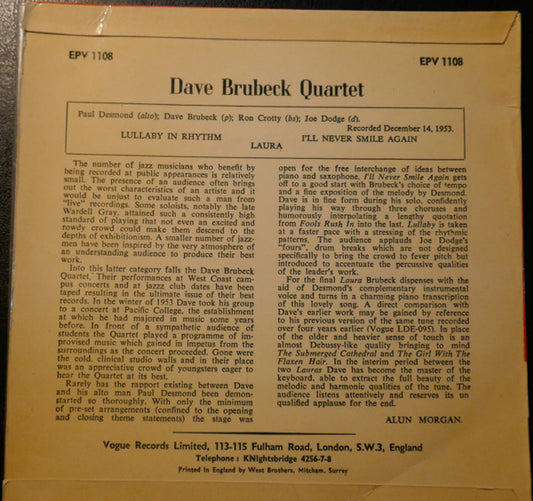 EPV 1108
EPV 1108
Dave Brubeck Quartet
Paul Desmond (alto); Dave Brubeck (p); Ron Crotty (bs); Joe Dodge (d).
Recorded December 14, 1953.
LULLABY IN RHYTHM I'LL NEVER SMILE AGAIN
LAURA
The number of jazz musicians who benefit by
being recorded at public appearances is relatively
small. The presence of an audience often brings
out the worst characteristics of an artiste and it
would be unjust to evaluate such a man from
"live" recordings. Some soloists, notably the late
Wardell Gray, attained such a consistently high
standard of playing that not even an excited and
rowdy crowd could make them descend to the
depths of exhibitionism. A smaller number of jazz-
men have been inspired by the very atmosphere of
an understanding audience to produce their best
work.
Into this latter category falls the Dave Brubeck
Quartet. Their performances at West Coast cam-
pus concerts and at jazzz club dates have been
taped resulting in the ultimate issue of their best
records. In the winter of 1953 Dave took his group
to a concert at Pacific College, the establishment
at which he had majored in music some years
before. In front of a sympathetic audience of
students the Quartet played a programme of im-
provised music which gained in impetus from the
surroundings as the concert proceeded. Gone were
the cold, clinical studio walls and in their place
was an appreciative crowd of youngsters eager to
hear the Quartet at its best.
Rarely has the rapport existing between Dave
and his alto man Paul Desmond been demon-
started so thoroughly. With only the minimum
of pre-set arrangements (confined to the opening
and closing theme statements) the stage was
open for the free interchange of ideas between
piano and saxophone. I'll Never Smile Again gets
off to a good start with Brubeck's choice of tempo
and a fine exposition of the melody by Desmond.
Dave is in fine form during his solo, confidently
playing his way through three choruses and
humorously interpolating a lengthy quotation
from Fools Rush In into the last. Lullaby is taken
at a faster pace with a stressing of the rhythmic
patterns. The audience applauds Joe Dodge's
"fours", drum breaks which are not designed
specifically to bring the crowd to fever pitch but
introduced to accentuate the percussive qualities
of the leader's work.
For the final Laura Brubeck dispenses with the
aid of Desmond's complementary instrumental
voice and turns in a charming piano transcription
of this lovely song. A direct comparison with
Dave's earlier work may be gained by reference
to his previous version of the same tune recorded
over four years earlier (Vogue LDE-095). In place
of the older and heavier sense of touch is an
almost Debussy-like quality bringing to mind
The Submerged Cathedral and The Girl With The
Flaxen Hair. In the interim period between the
two Lauras Dave has become the master of the
keyboard, able to extract the full beauty of the
melodic and harmonic qualities of the tune. The
audience listens attentively and reserves its un
qualified applause for the end.
ALUN MORGAN.
Vogue Records Limited, 113-115 Fulham Road, London, S.W.3, England
Telephone : KNightsbridge 4256-7-8
Printed in England by West Brothers, Mitcham, Surrey